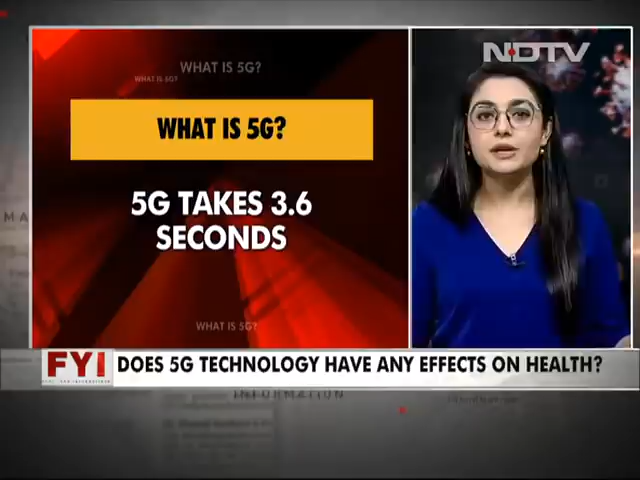 WHAT IS 5G?
WHAT IS 5G?
NDTV
WHAT IS 5G?
5G TAKES 3.6
SECONDS
WHAT IS 5G?
FYI
DOES 5G TECHNOLOGY HAVE ANY EFFECTS ON HEALTH?
INFORMATION